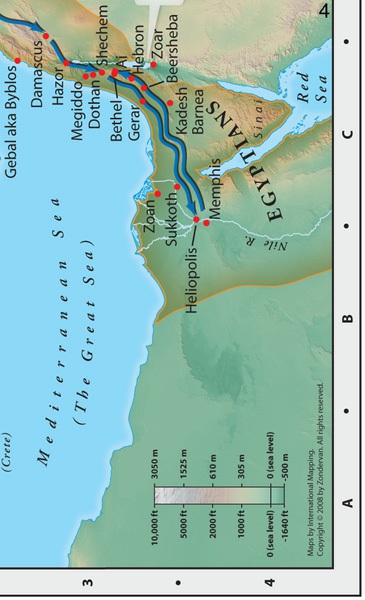 4
Gebal aka Byblos
Damascus
Hazor
Megiddo
Dothan
Shechem
Ai
Bethel
Hebron
Gerar
Zoar
Beersheba
Kadesh
Barnea
Zoan
Sukkoth
Memphis
Heliopolis
EGYPTIANS
Sinai
Red
Sea
Nile R.
Mediterranean Sea
(The Great Sea)
(Crete)
10,000 ft
3050 m
5000 ft
1525 m
2000 ft
610 m
1000 ft
305 m
0 (sea level)
0 (sea level)
-1640 ft
-500 m
Maps by International Mapping.
Copyright © 2008 by Zondervan. All rights reserved.
A
B
C
3
4